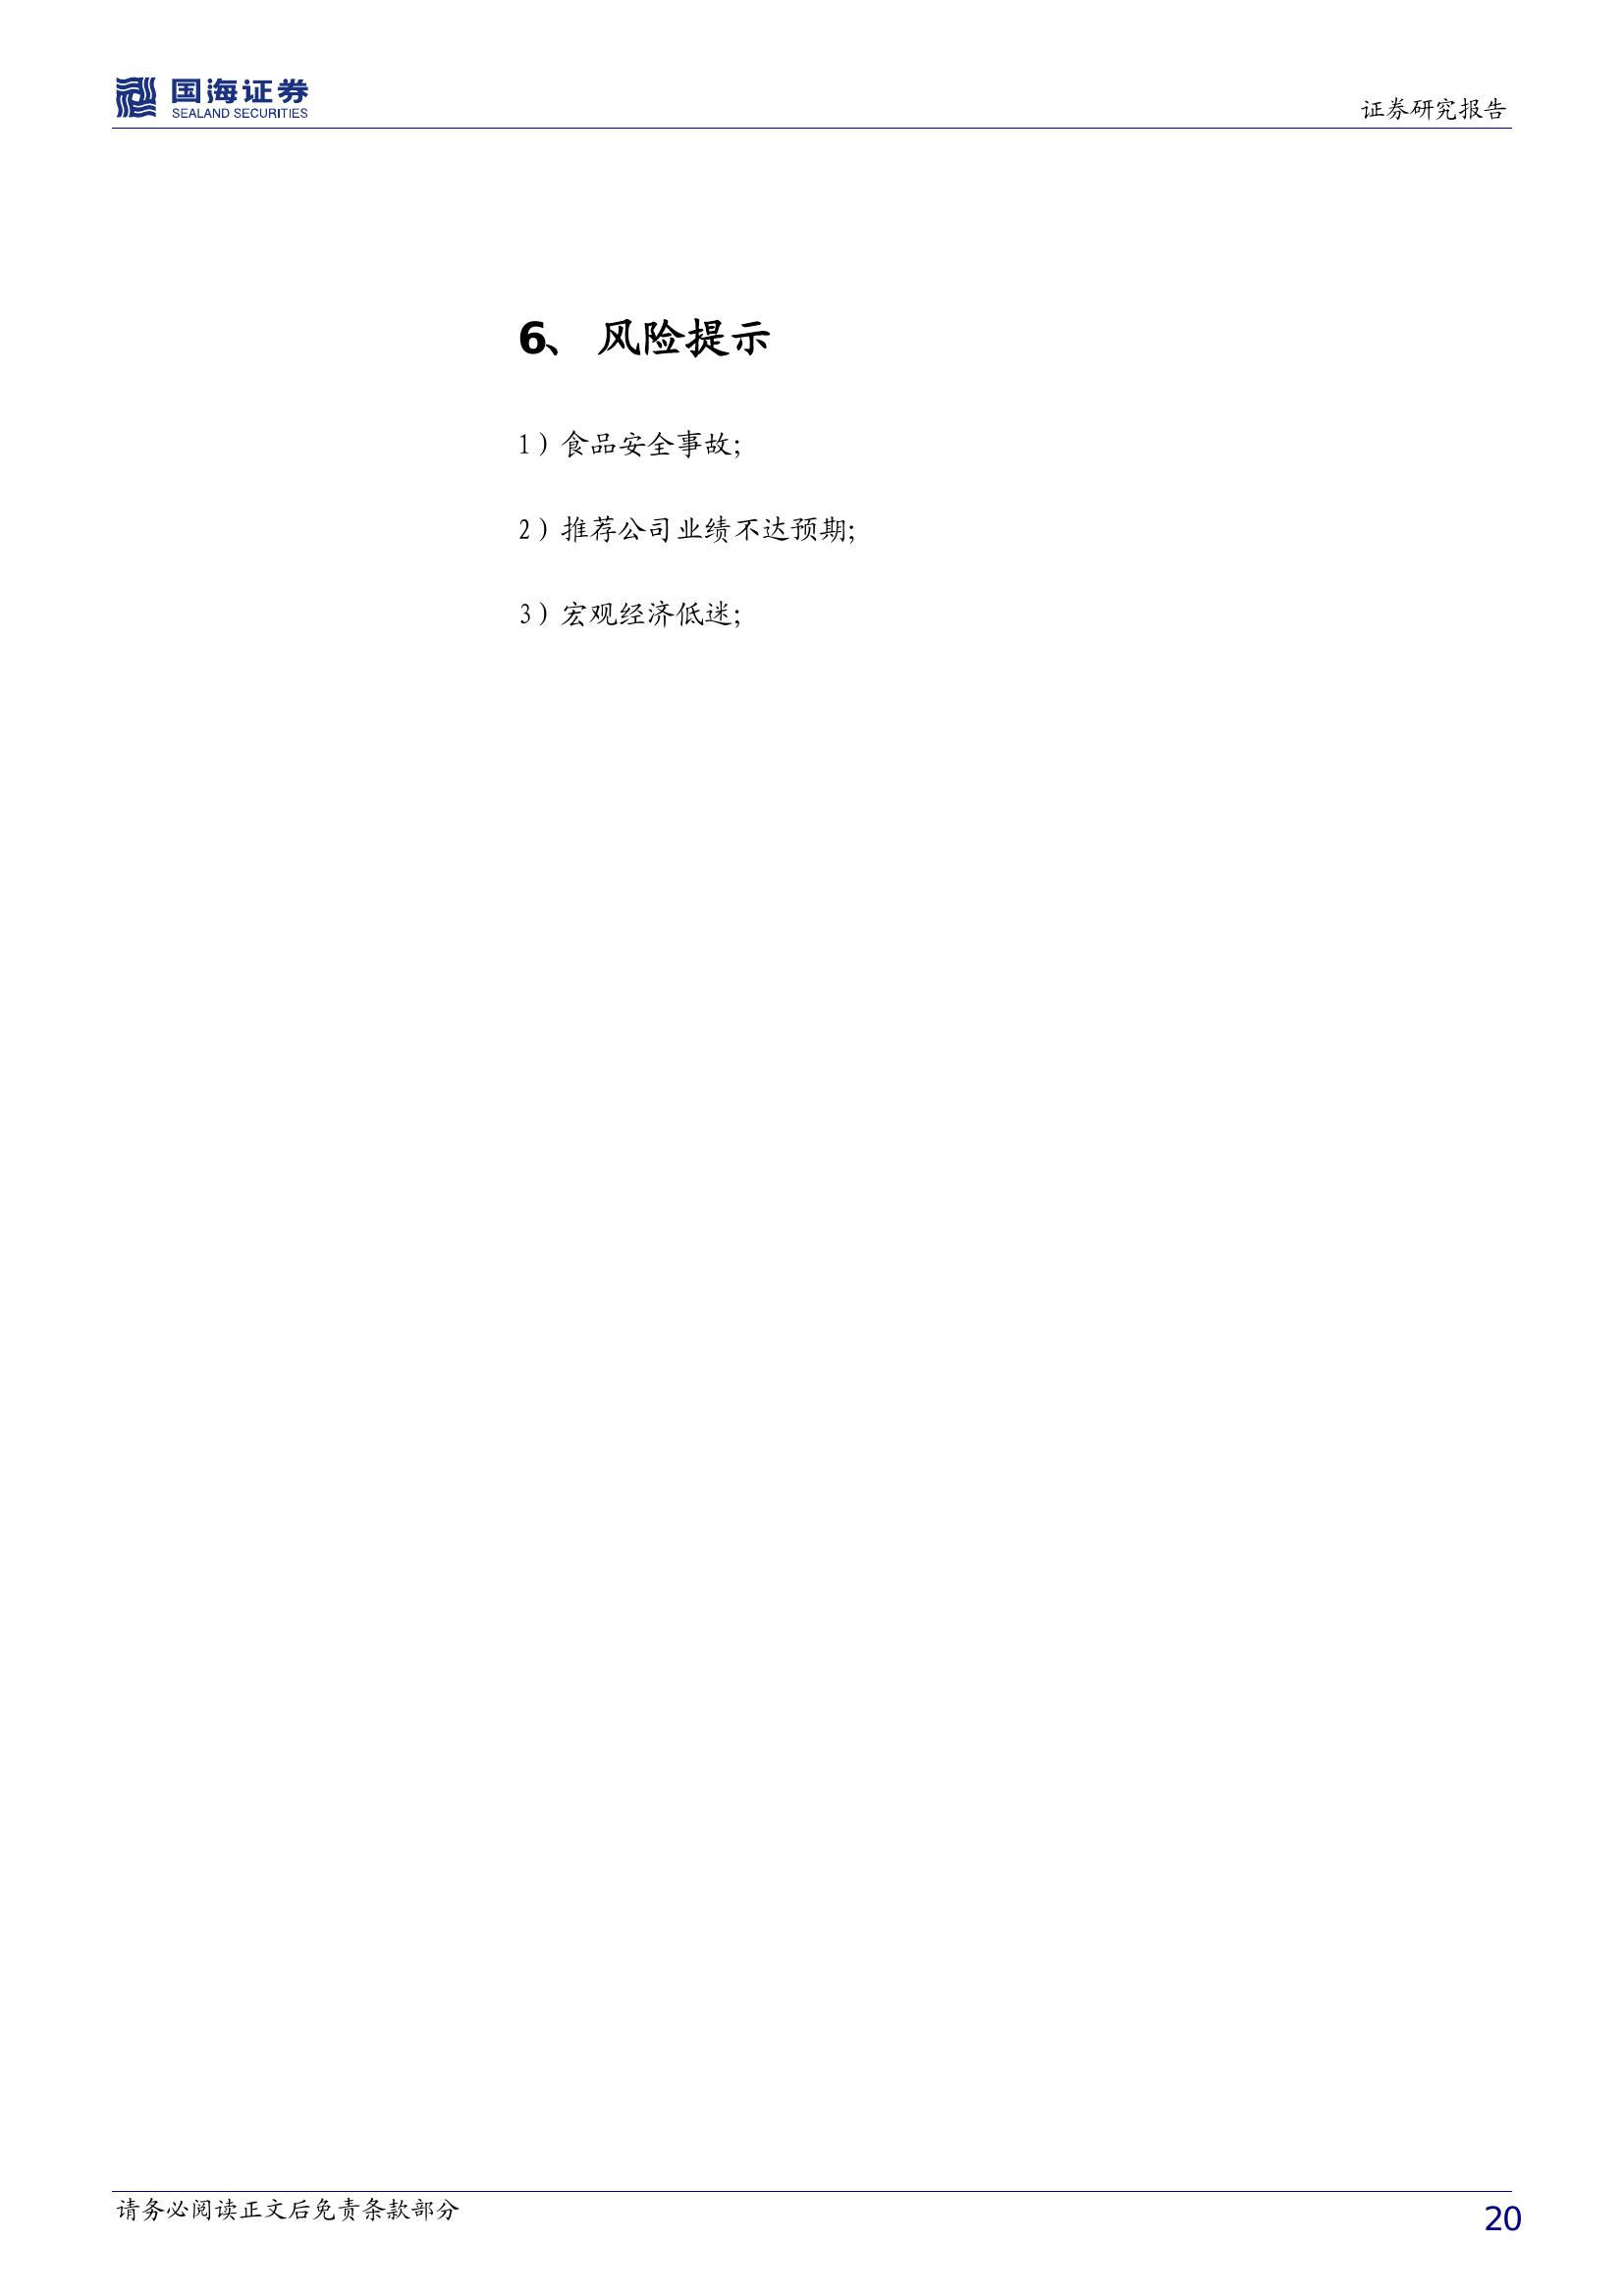 国海证券
SEALAND SECURITIES
证券研究报告
6、 风险提示
1）食品安全事故；
2）推荐公司业绩不达预期；
3）宏观经济低迷；
请务必阅读正文后免责条款部分
20